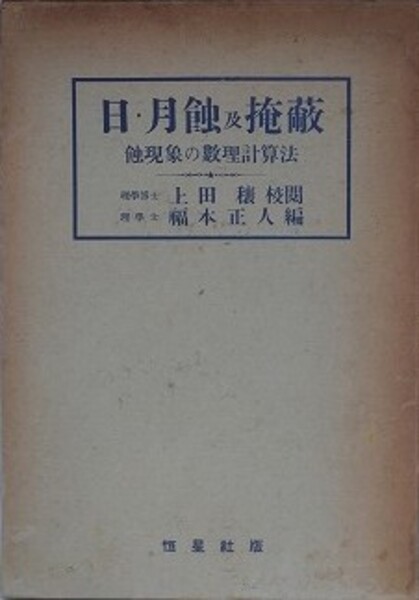 日・月蝕及掩蔽
蝕現象の數理計算法
理學博士 上田穰校閲
理學士 福本正人編
恒星社版